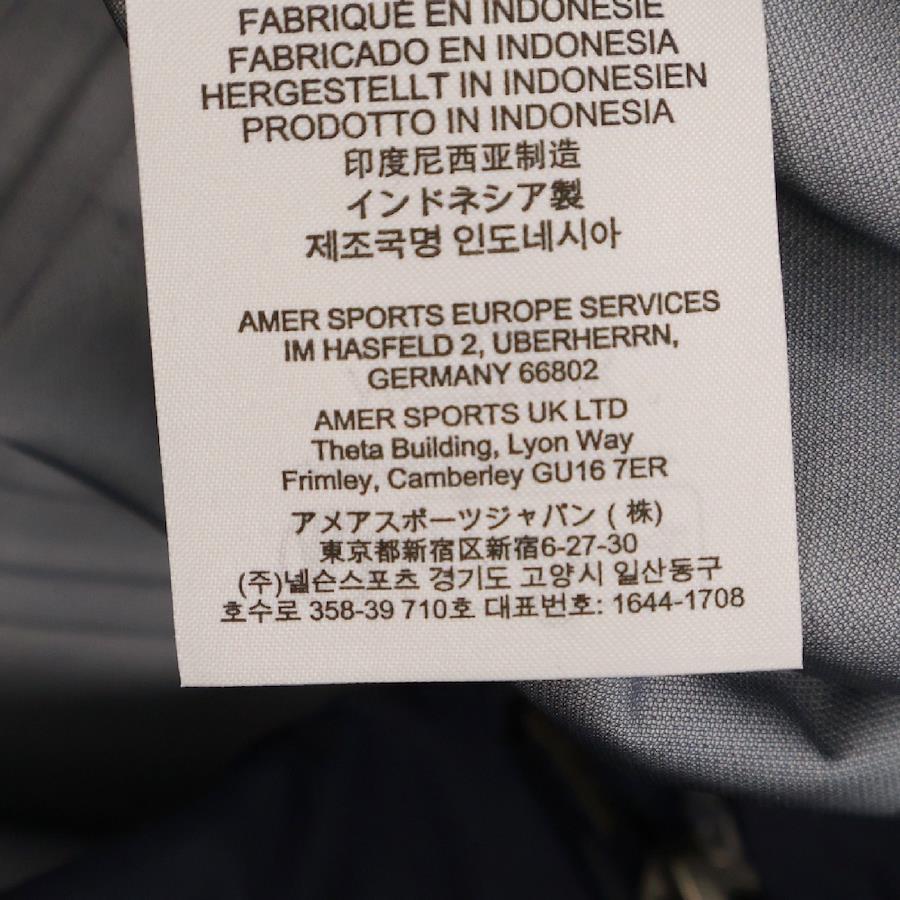 FABRIQUÉ EN INDONÉSIE
FABRICADO EN INDONESIA
HERGESTELLT IN INDONESIEN
PRODOTTO IN INDONESIA
印度尼西亚制造
インドネシア製
제조국명 인도네시아
AMER SPORTS EUROPE SERVICES
IM HASFELD 2, UBERHERRN,
GERMANY 66802
AMER SPORTS UK LTD
Theta Building, Lyon Way
Frimley, Camberley GU16 7ER
アメアスポーツジャパン ( 株)
東京都新宿区新宿6-27-30
(주)넬슨스포츠 경기도 고양시 일산동구
호수로 358-39 710호 대표번호: 1644-1708